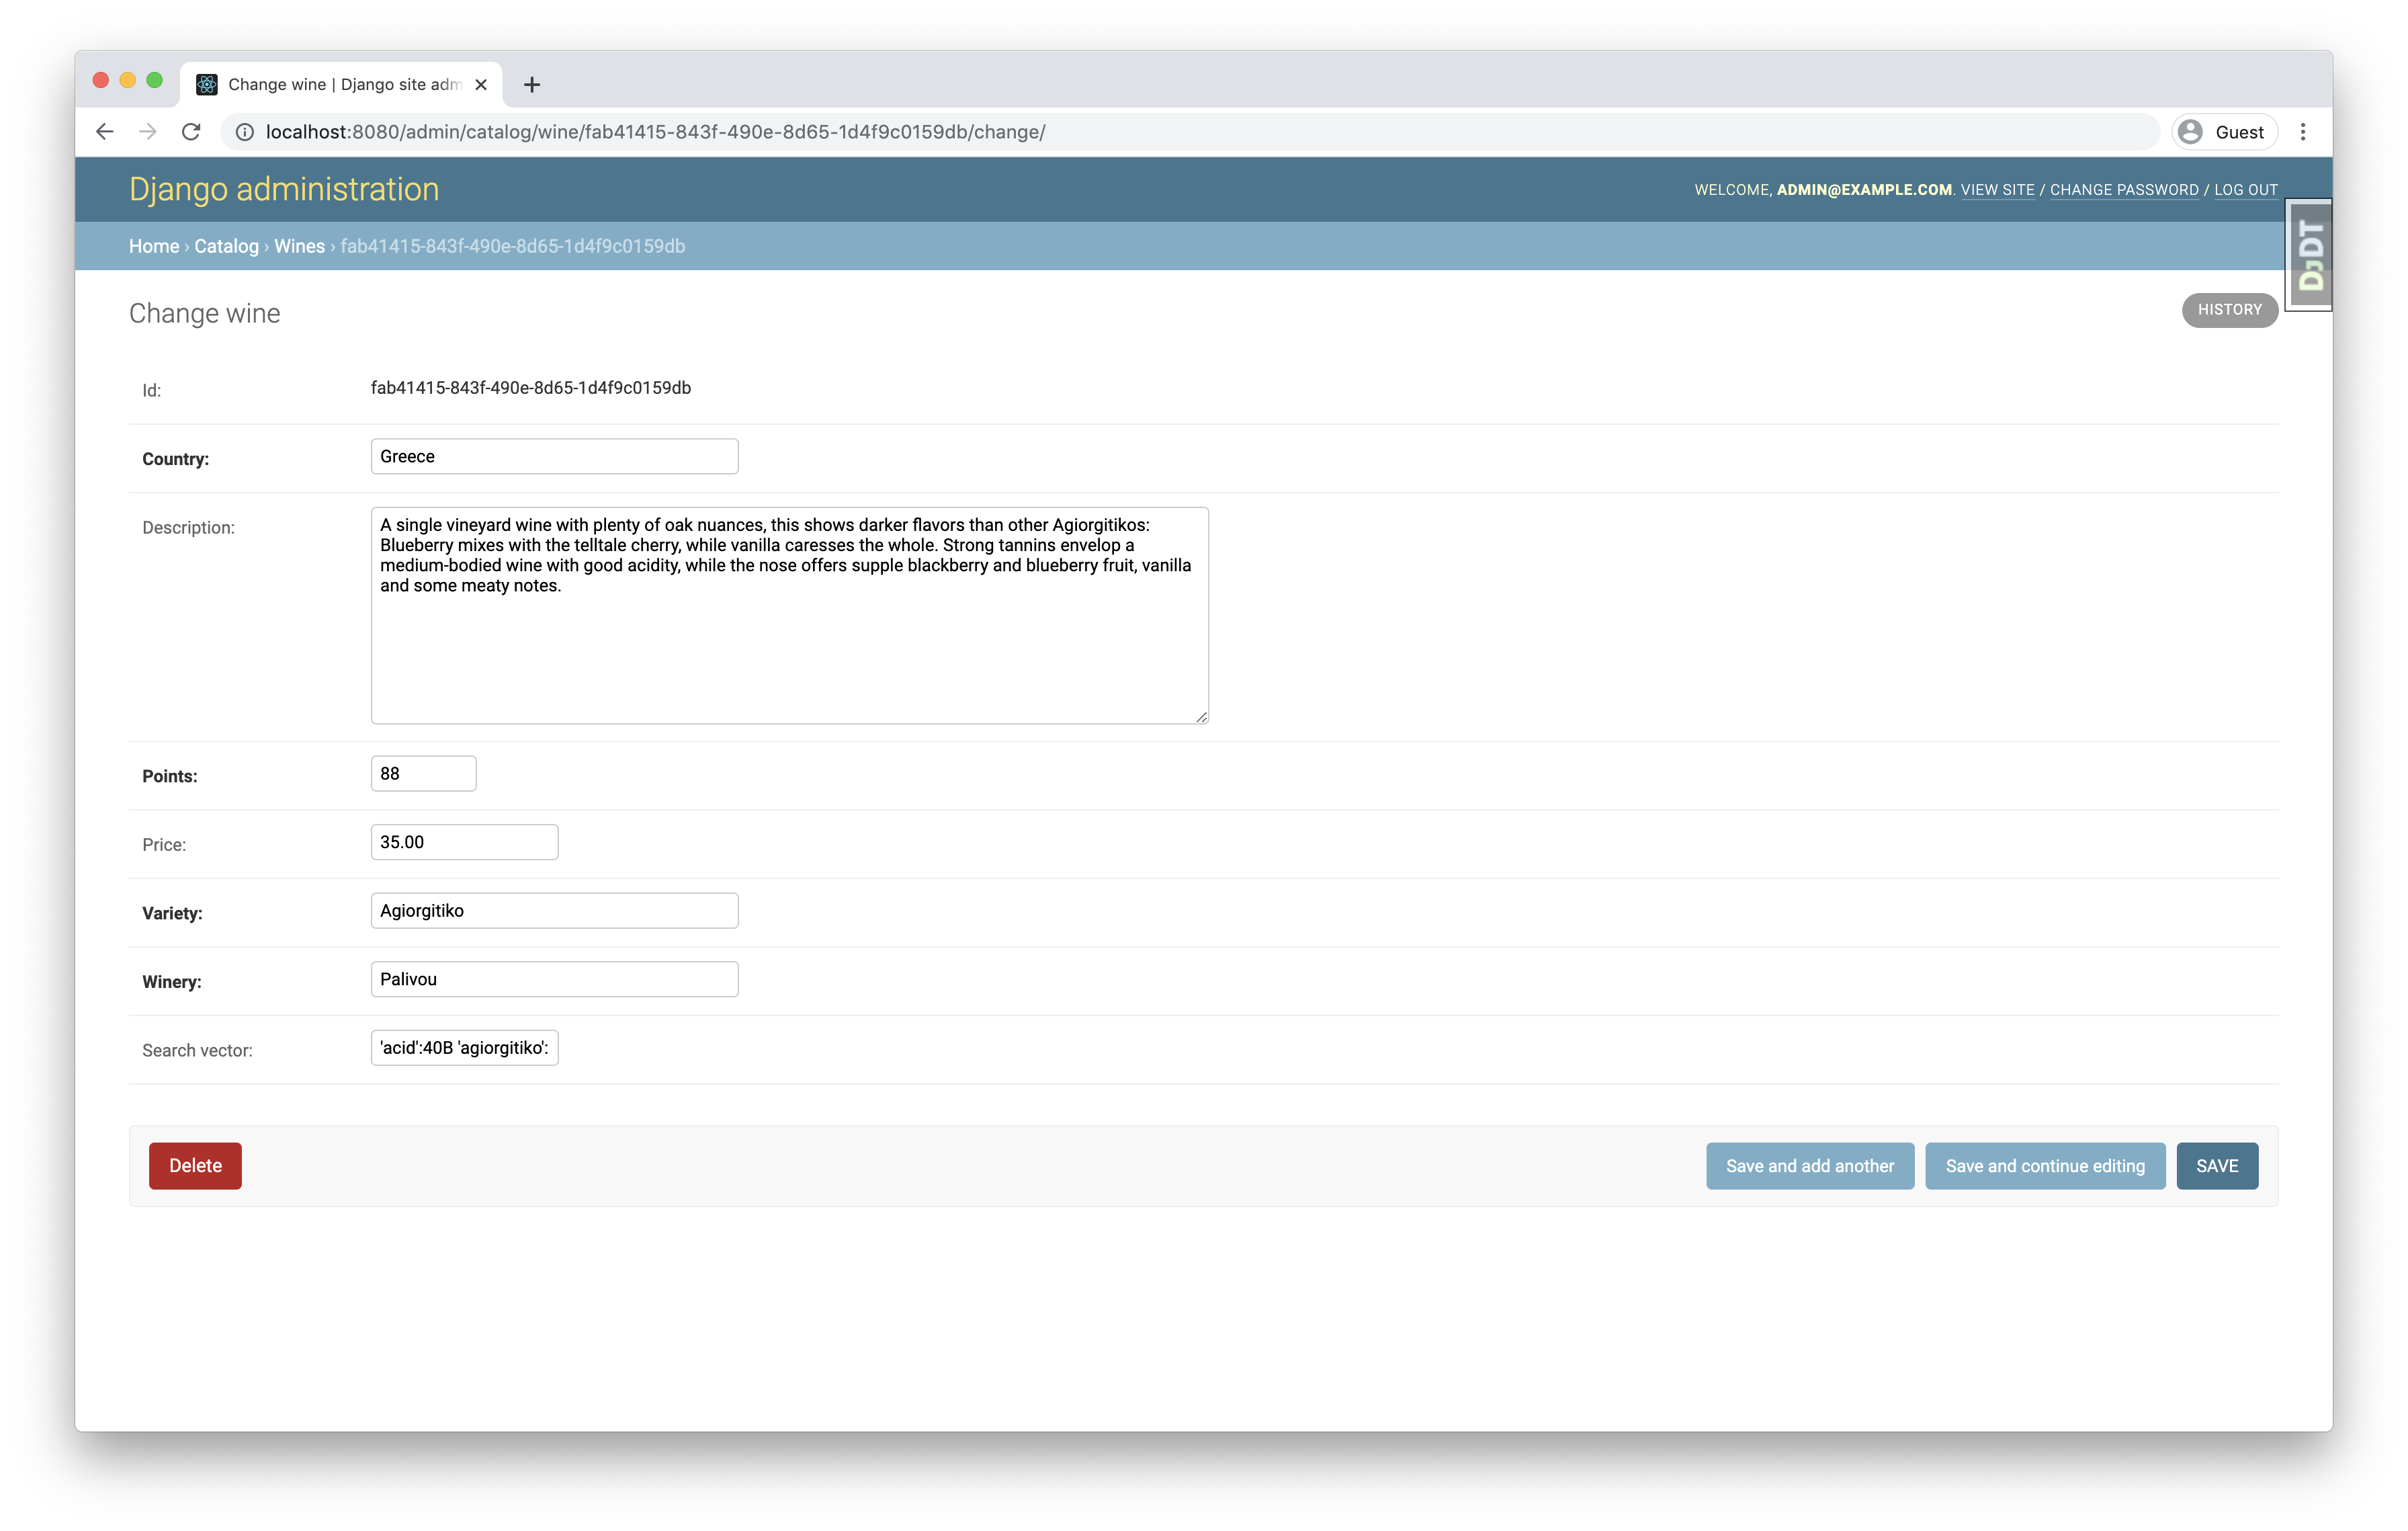 Change wine | Django site adm
localhost:8080/admin/catalog/wine/fab41415-843f-490e-8d65-1d4f9c0159db/change/
Guest
Django administration
WELCOME, ADMIN@EXAMPLE.COM. VIEW SITE / CHANGE PASSWORD / LOG OUT
DJDT
Home › Catalog › Wines › fab41415-843f-490e-8d65-1d4f9c0159db
Change wine
HISTORY
Id: fab41415-843f-490e-8d65-1d4f9c0159db
Country: Greece
Description: A single vineyard wine with plenty of oak nuances, this shows darker flavors than other Agiorgitikos:
Blueberry mixes with the telltale cherry, while vanilla caresses the whole. Strong tannins envelop a
medium-bodied wine with good acidity, while the nose offers supple blackberry and blueberry fruit, vanilla
and some meaty notes.
Points: 88
Price: 35.00
Variety: Agiorgitiko
Winery: Palivou
Search vector: 'acid':40B 'agiorgitiko':
Delete
Save and add another
Save and continue editing
SAVE